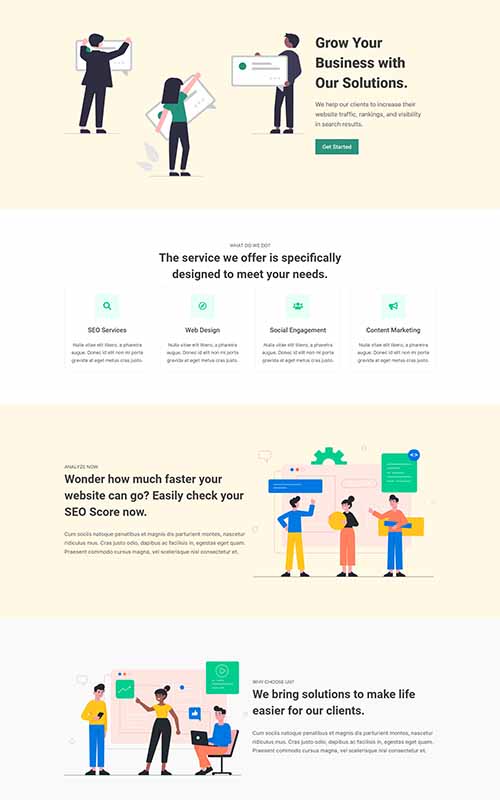 Grow Your
Business with
Our Solutions.
We help our clients to increase their
website traffic, rankings, and visibility
in search results.
Get Started
WHAT DO WE DO?
The service we offer is specifically
designed to meet your needs.
SEO Services
Nulla vitae elit libero, a pharetra
augue. Donec id elit non mi porta
gravida at eget metus cras justo.
Web Design
Nulla vitae elit libero, a pharetra
augue. Donec id elit non mi porta
gravida at eget metus cras justo.
Social Engagement
Nulla vitae elit libero, a pharetra
augue. Donec id elit non mi porta
gravida at eget metus cras justo.
Content Marketing
Nulla vitae elit libero, a pharetra
augue. Donec id elit non mi porta
gravida at eget metus cras justo.
ANALYZE NOW
Wonder how much faster your
website can go? Easily check your
SEO Score now.
Cum sociis natoque penatibus et magnis dis parturient montes, nascetur
ridiculus mus. Cras justo odio, dapibus ac facilisis in, egestas eget quam.
Praesent commodo cursus magna, vel scelerisque nisl consectetur et.
WHY CHOOSE US?
We bring solutions to make life
easier for our clients.
Cum sociis natoque penatibus et magnis dis parturient montes, nascetur
ridiculus mus. Cras justo odio, dapibus ac facilisis in, egestas eget quam.
Praesent commodo cursus magna, vel scelerisque nisl consectetur et.